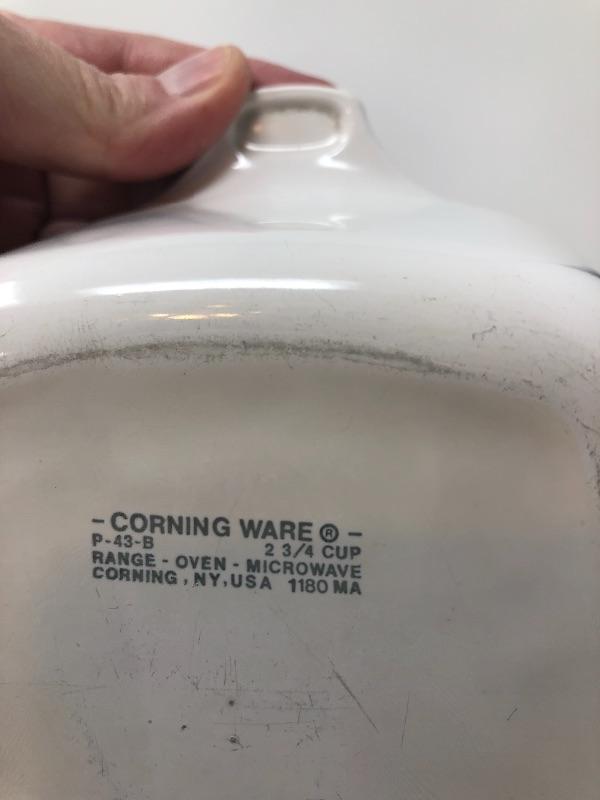 - CORNING WARE ® -
P-43-B 2 3/4 CUP
RANGE - OVEN - MICROWAVE
CORNING, NY, USA 1180 MA